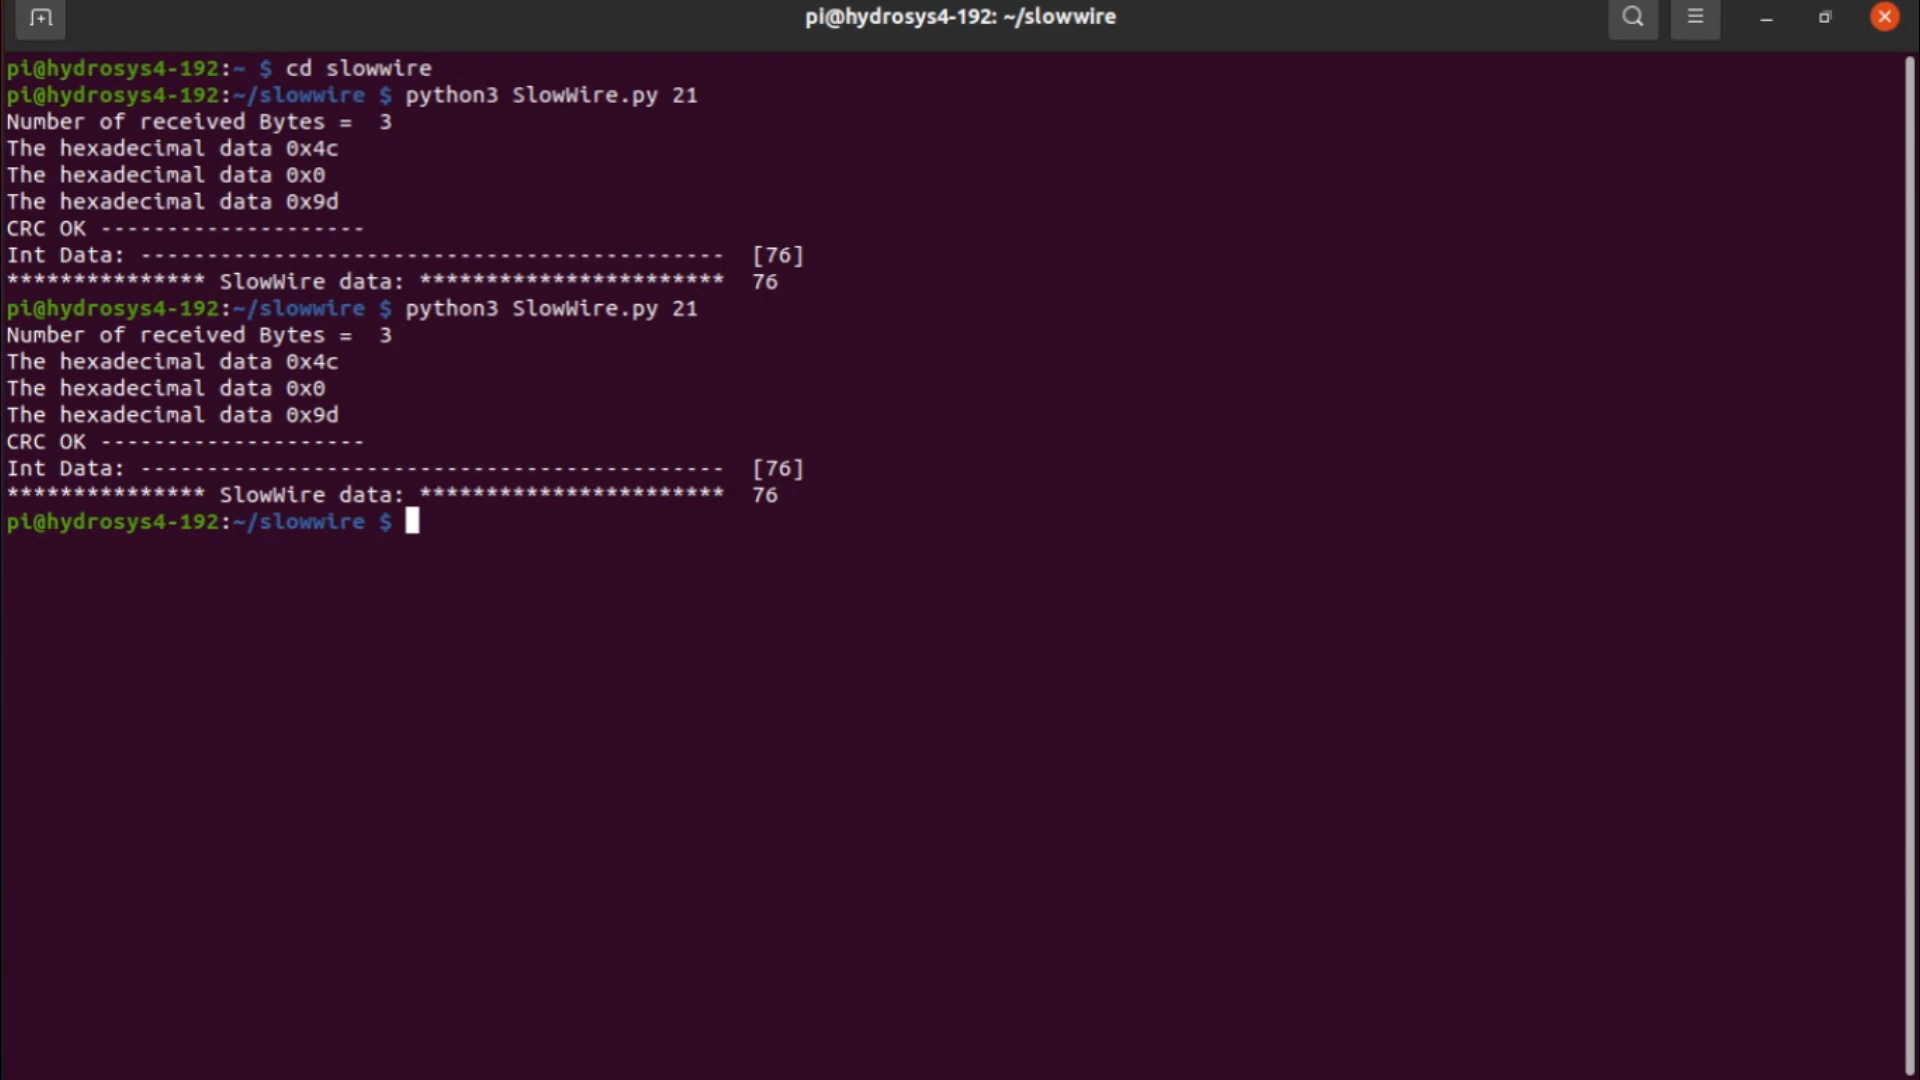 pi@hydrosys4-192: ~/slowwire
pi@hydrosys4-192:~ $ cd slowwire
pi@hydrosys4-192:~/slowwire $ python3 SlowWire.py 21
Number of received Bytes =  3
The hexadecimal data 0x4c
The hexadecimal data 0x0
The hexadecimal data 0x9d
CRC OK --------------------
Int Data: --------------------------------------------  [76]
*************** SlowWire data: ***********************  76
pi@hydrosys4-192:~/slowwire $ python3 SlowWire.py 21
Number of received Bytes =  3
The hexadecimal data 0x4c
The hexadecimal data 0x0
The hexadecimal data 0x9d
CRC OK --------------------
Int Data: --------------------------------------------  [76]
*************** SlowWire data: ***********************  76
pi@hydrosys4-192:~/slowwire $